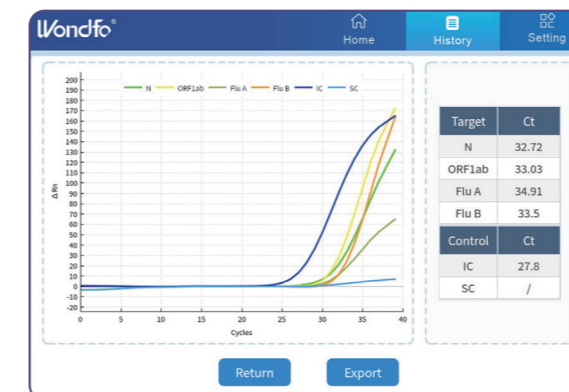 Wondfo®
Home
History
Setting
N ORF1ab Flu A Flu B IC SC
200
190
180
170
160
150
140
130
120
110
100
90
80
70
60
50
40
30
20
10
0
-10
-20
ΔRn
0 5 10 15 20 25 30 35 40
Cycles
Target Ct
N 32.72
ORF1ab 33.03
Flu A 34.91
Flu B 33.5
Control Ct
IC 27.8
SC /
Return
Export